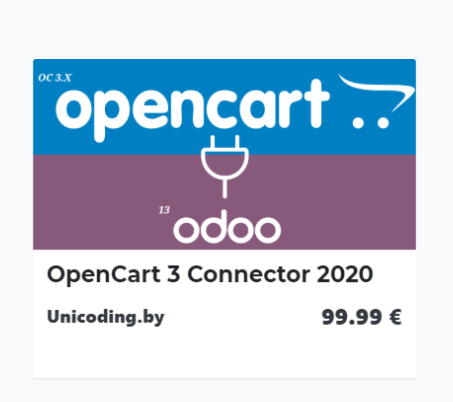 OC 3.X
opencart
13
odoo
OpenCart 3 Connector 2020
Unicoding.by 99.99 €